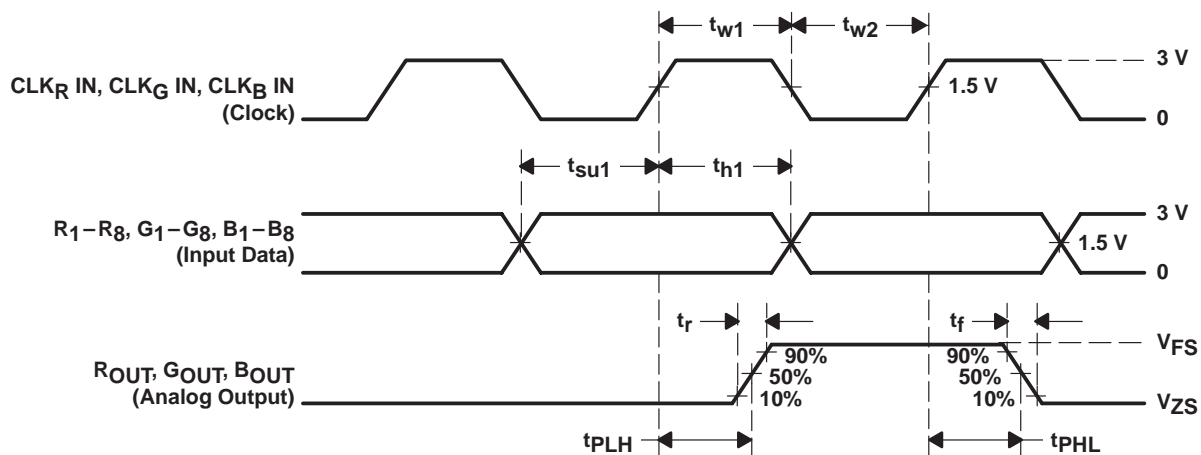 tw1
tw2
CLKR IN, CLKG IN, CLKB IN
(Clock)
3 V
1.5 V
0
tsu1
th1
R1–R8, G1–G8, B1–B8
(Input Data)
3 V
1.5 V
0
tr
tf
ROUT, GOUT, BOUT
(Analog Output)
90%
50%
10%
90%
50%
10%
VFS
VZS
tPLH
tPHL